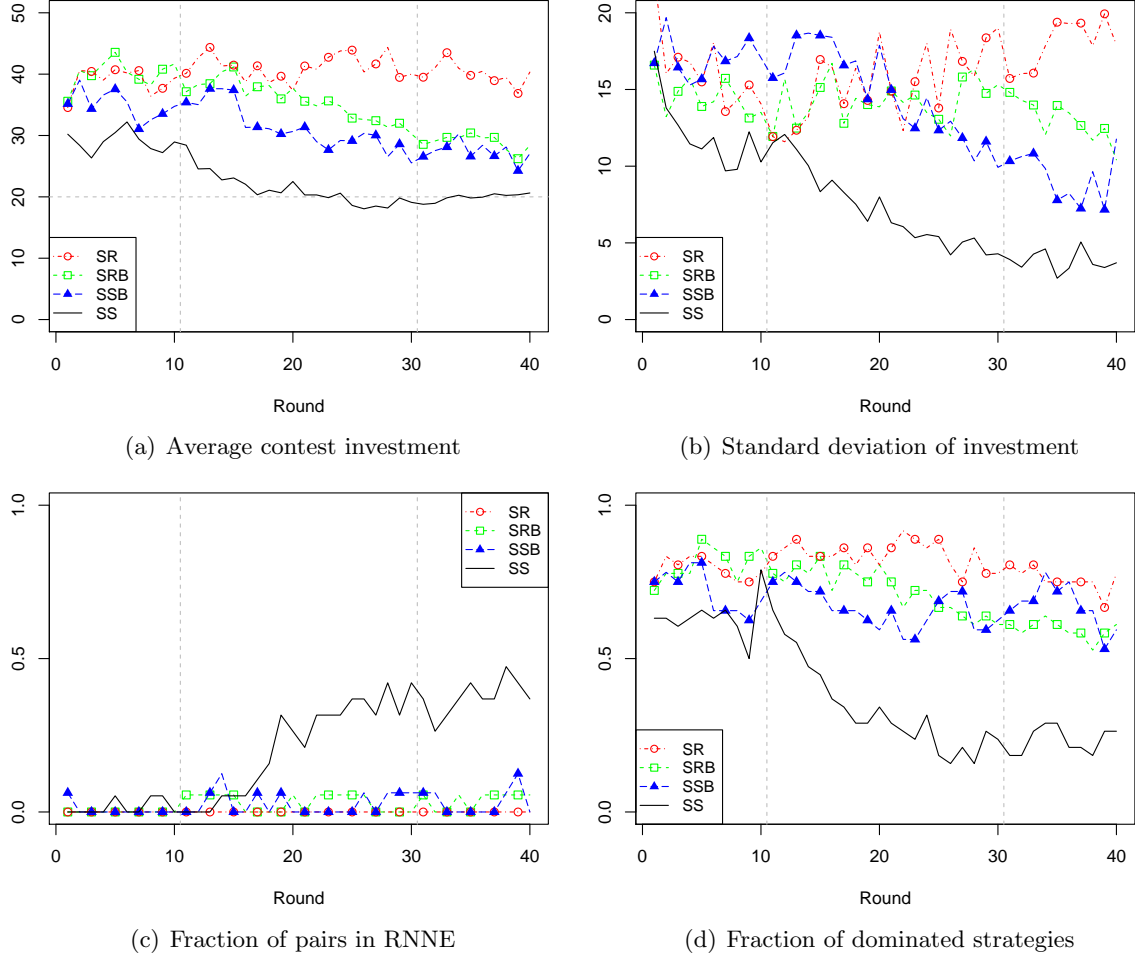 50
40
30
20
10
0
SR
SRB
SSB
SS
0 10 20 30 40
Round
(a) Average contest investment
20
15
10
5
0
SR
SRB
SSB
SS
0 10 20 30 40
Round
(b) Standard deviation of investment
1.0
0.5
0.0
SR
SRB
SSB
SS
0 10 20 30 40
Round
(c) Fraction of pairs in RNNE
1.0
0.5
0.0
SR
SRB
SSB
SS
0 10 20 30 40
Round
(d) Fraction of dominated strategies